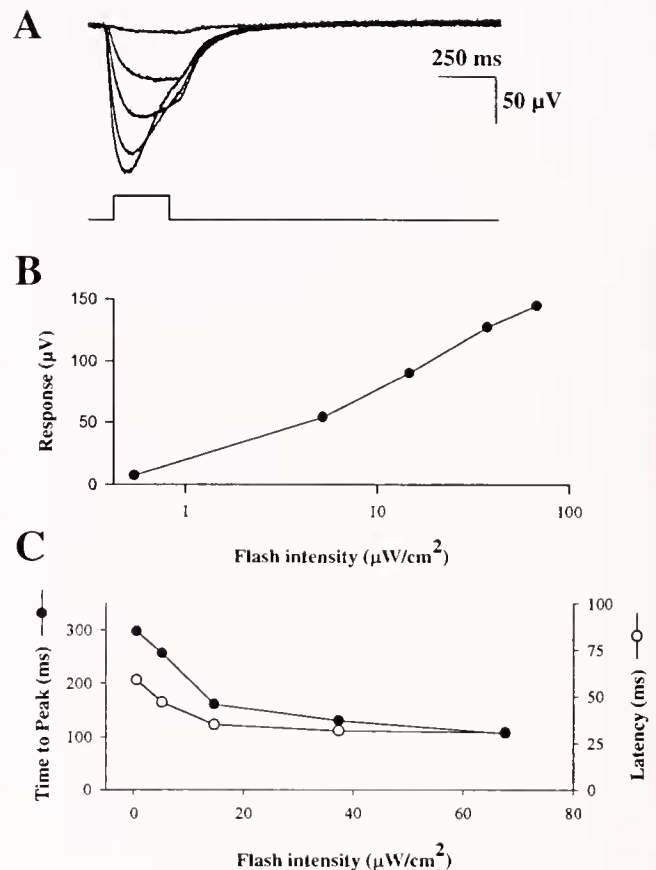 A
250 ms
50 µV
B
150
100
50
0
Response (µV)
1
10
100
Flash intensity (µW/cm²)
C
Time to Peak (ms)
300
200
100
0
100
75
50
25
0
Latency (ms)
0
20
40
60
80
Flash intensity (µW/cm²)